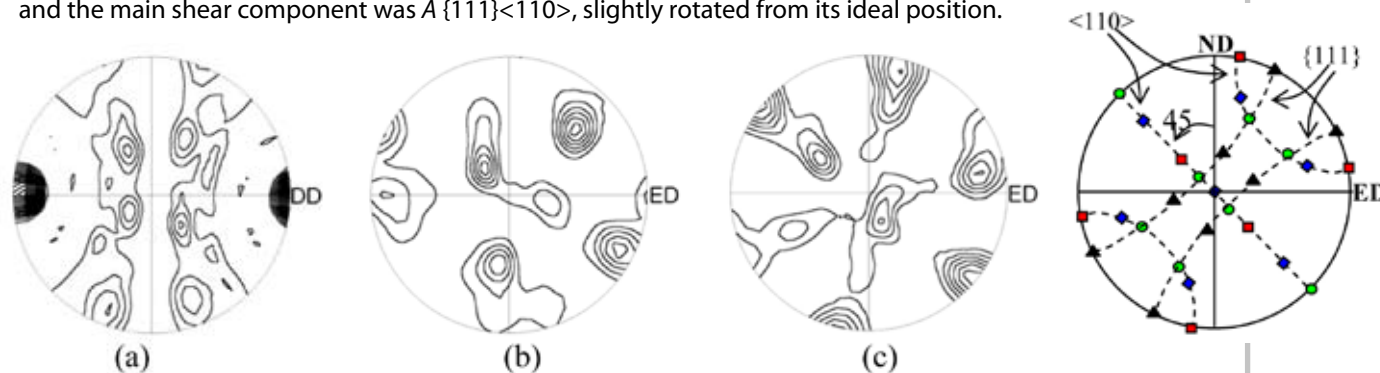 and the main shear component was A {111}<110>, slightly rotated from its ideal position.
DD
(a)
ED
(b)
ED
(c)
<110>
ND
{111}
45
ED